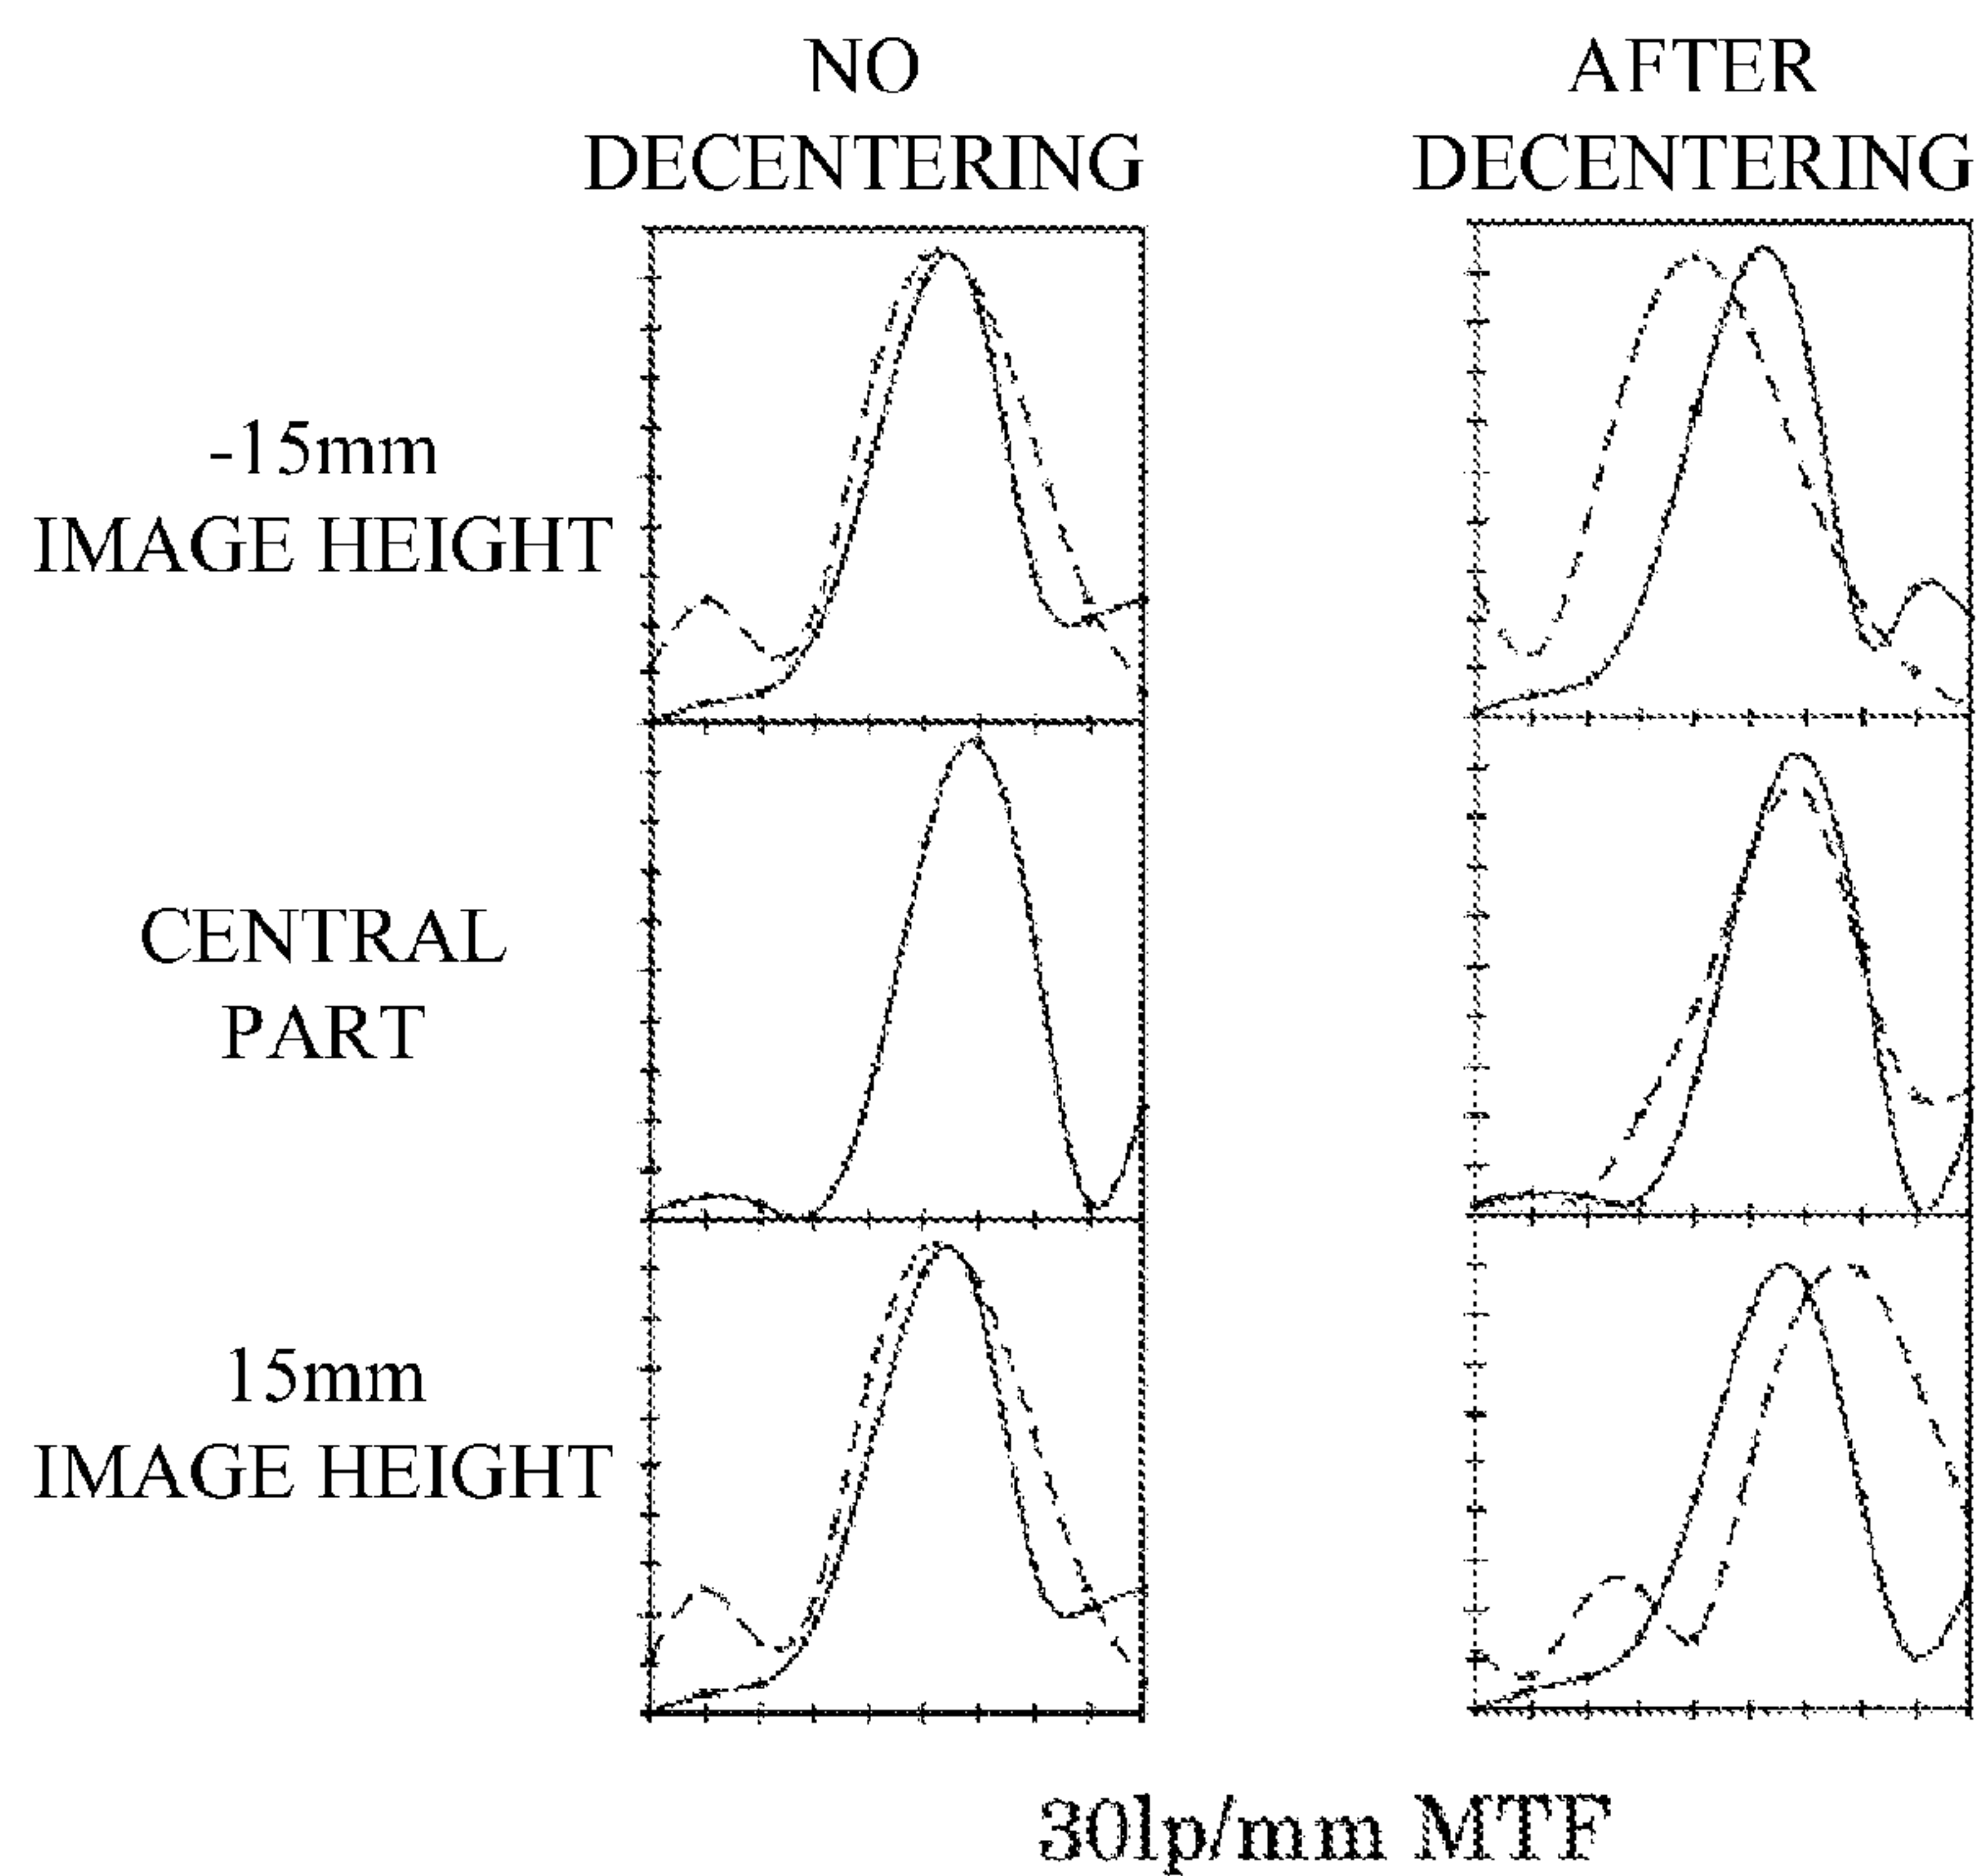 NO
DECENTERING
AFTER
DECENTERING
-15mm
IMAGE HEIGHT
CENTRAL
PART
15mm
IMAGE HEIGHT
30lp/mm MTF